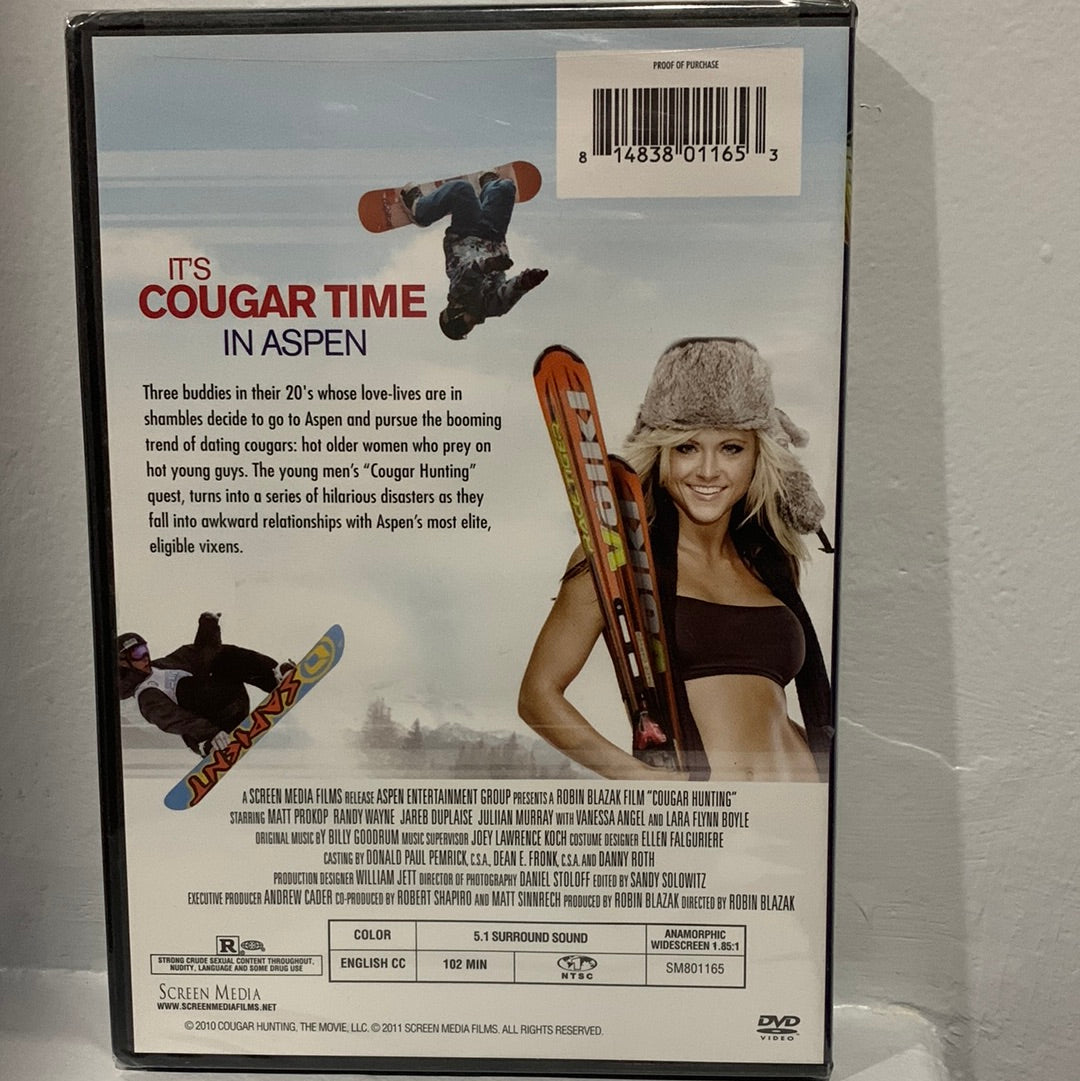 PROOF OF PURCHASE
8 14838 01165 3
IT'S
COUGAR TIME
IN ASPEN
Three buddies in their 20's whose love-lives are in
shambles decide to go to Aspen and pursue the booming
trend of dating cougars: hot older women who prey on
hot young guys. The young men's “Cougar Hunting”
quest, turns into a series of hilarious disasters as they
fall into awkward relationships with Aspen's most elite,
eligible vixens.
RACE TIGER
Völkl
Völkl
A SCREEN MEDIA FILMS RELEASE ASPEN ENTERTAINMENT GROUP PRESENTS A ROBIN BLAZAK FILM “COUGAR HUNTING”
STARRING MATT PROKOP RANDY WAYNE JAREB DUPLAISE JULIIAN MURRAY WITH VANESSA ANGEL AND LARA FLYNN BOYLE
ORIGINAL MUSIC BY BILLY GOODRUM MUSIC SUPERVISOR JOEY LAWRENCE KOCH COSTUME DESIGNER ELLEN FALGURIERE
CASTING BY DONALD PAUL PEMRICK, C.S.A., DEAN E. FRONK, C.S.A. AND DANNY ROTH
PRODUCTION DESIGNER WILLIAM JETT DIRECTOR OF PHOTOGRAPHY DANIEL STOLOFF EDITED BY SANDY SOLOWITZ
EXECUTIVE PRODUCER ANDREW CADER CO-PRODUCED BY ROBERT SHAPIRO AND MATT SINNRECH PRODUCED BY ROBIN BLAZAK DIRECTED BY ROBIN BLAZAK
R
STRONG CRUDE SEXUAL CONTENT THROUGHOUT,
NUDITY, LANGUAGE AND SOME DRUG USE
COLOR 5.1 SURROUND SOUND ANAMORPHIC
WIDESCREEN 1.85:1
ENGLISH CC 102 MIN NTSC SM801165
SCREEN MEDIA
WWW.SCREENMEDIAFILMS.NET
© 2010 COUGAR HUNTING, THE MOVIE, LLC. © 2011 SCREEN MEDIA FILMS. ALL RIGHTS RESERVED.
DVD
VIDEO